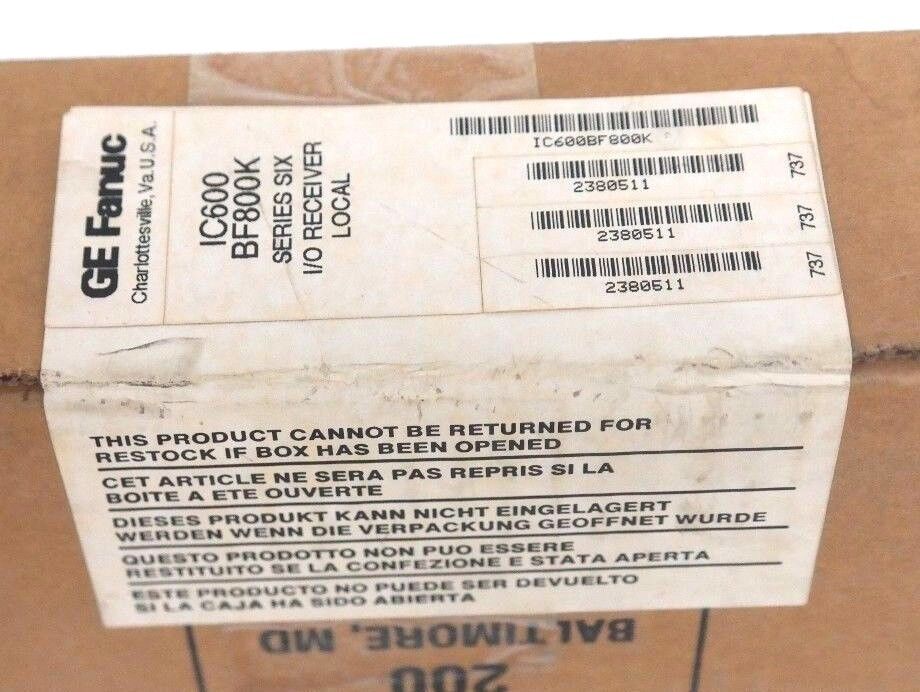 GE Fanuc
Charlottesville, Va. U.S.A.
IC600
BF800K
SERIES SIX
I/O RECEIVER
LOCAL
IC600BF800K
2380511
737
2380511
737
2380511
737
THIS PRODUCT CANNOT BE RETURNED FOR
RESTOCK IF BOX HAS BEEN OPENED
CET ARTICLE NE SERA PAS REPRIS SI LA
BOITE A ETE OUVERTE
DIESES PRODUKT KANN NICHT EINGELAGERT
WERDEN WENN DIE VERPACKUNG GEOFFNET WURDE
QUESTO PRODOTTO NON PUO ESSERE
RESTITUITO SE LA CONFEZIONE E STATA APERTA
ESTE PRODUCTO NO PUEDE SER DEVUELTO
SI LA CAJA HA SIDO ABIERTA
BALTIMORE, MD
200